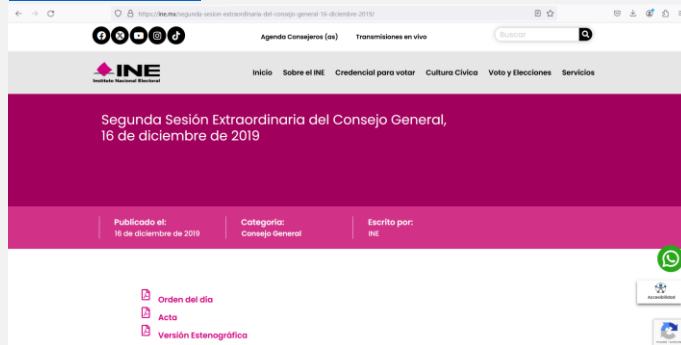 https://ine.mx/segunda-sesion-extraordinaria-del-consejo-general-16-diciembre-2019/
Agenda Consejeros (as) Transmisiones en vivo Buscar
INE
Instituto Nacional Electoral
Inicio Sobre el INE Credencial para votar Cultura Cívica Voto y Elecciones Servicios
Segunda Sesión Extraordinaria del Consejo General,
16 de diciembre de 2019
Publicado el: Categoría: Escrito por:
16 de diciembre de 2019 Consejo General INE
Accesibilidad
Orden del día
Acta
Versión Estenográfica